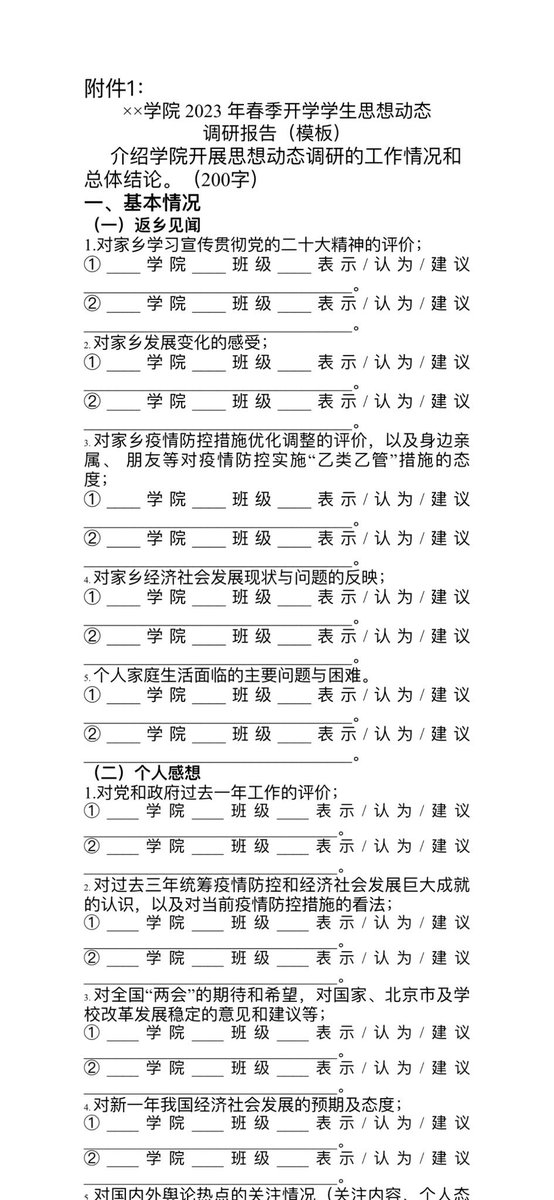 附件1：
××学院 2023 年春季开学学生思想动态
调研报告（模板）
介绍学院开展思想动态调研的工作情况和
总体结论。（200字）
一、基本情况
（一）返乡见闻
1.对家乡学习宣传贯彻党的二十大精神的评价；
① ____ 学院 ____ 班级 ____ 表示/认为/建议
________________________________。
② ____ 学院 ____ 班级 ____ 表示/认为/建议
________________________________。
2.对家乡发展变化的感受；
① ____ 学院 ____ 班级 ____ 表示/认为/建议
________________________________。
② ____ 学院 ____ 班级 ____ 表示/认为/建议
________________________________。
3.对家乡疫情防控措施优化调整的评价，以及身边亲
属、 朋友等对疫情防控实施“乙类乙管”措施的态
度；
① ____ 学院 ____ 班级 ____ 表示/认为/建议
________________________________。
② ____ 学院 ____ 班级 ____ 表示/认为/建议
________________________________。
4.对家乡经济社会发展现状与问题的反映；
① ____ 学院 ____ 班级 ____ 表示/认为/建议
________________________________。
② ____ 学院 ____ 班级 ____ 表示/认为/建议
________________________________。
5.个人家庭生活面临的主要问题与困难。
① ____ 学院 ____ 班级 ____ 表示/认为/建议
________________________________。
② ____ 学院 ____ 班级 ____ 表示/认为/建议
________________________________。
（二）个人感想
1.对党和政府过去一年工作的评价；
① ____ 学院 ____ 班级 ____ 表示/认为/建议
______________________________。
② ____ 学院 ____ 班级 ____ 表示/认为/建议
______________________________。
2.对过去三年统筹疫情防控和经济社会发展巨大成就
的认识，以及对当前疫情防控措施的看法；
① ____ 学院 ____ 班级 ____ 表示/认为/建议
______________________________。
② ____ 学院 ____ 班级 ____ 表示/认为/建议
______________________________。
3.对全国“两会”的期待和希望，对国家、北京市及学
校改革发展稳定的意见和建议等；
① ____ 学院 ____ 班级 ____ 表示/认为/建议
______________________________。
② ____ 学院 ____ 班级 ____ 表示/认为/建议
______________________________。
4.对新一年我国经济社会发展的预期及态度；
① ____ 学院 ____ 班级 ____ 表示/认为/建议
______________________________。
② ____ 学院 ____ 班级 ____ 表示/认为/建议
______________________________。
5.对国内外舆论热点的关注情况（关注内容、个人态